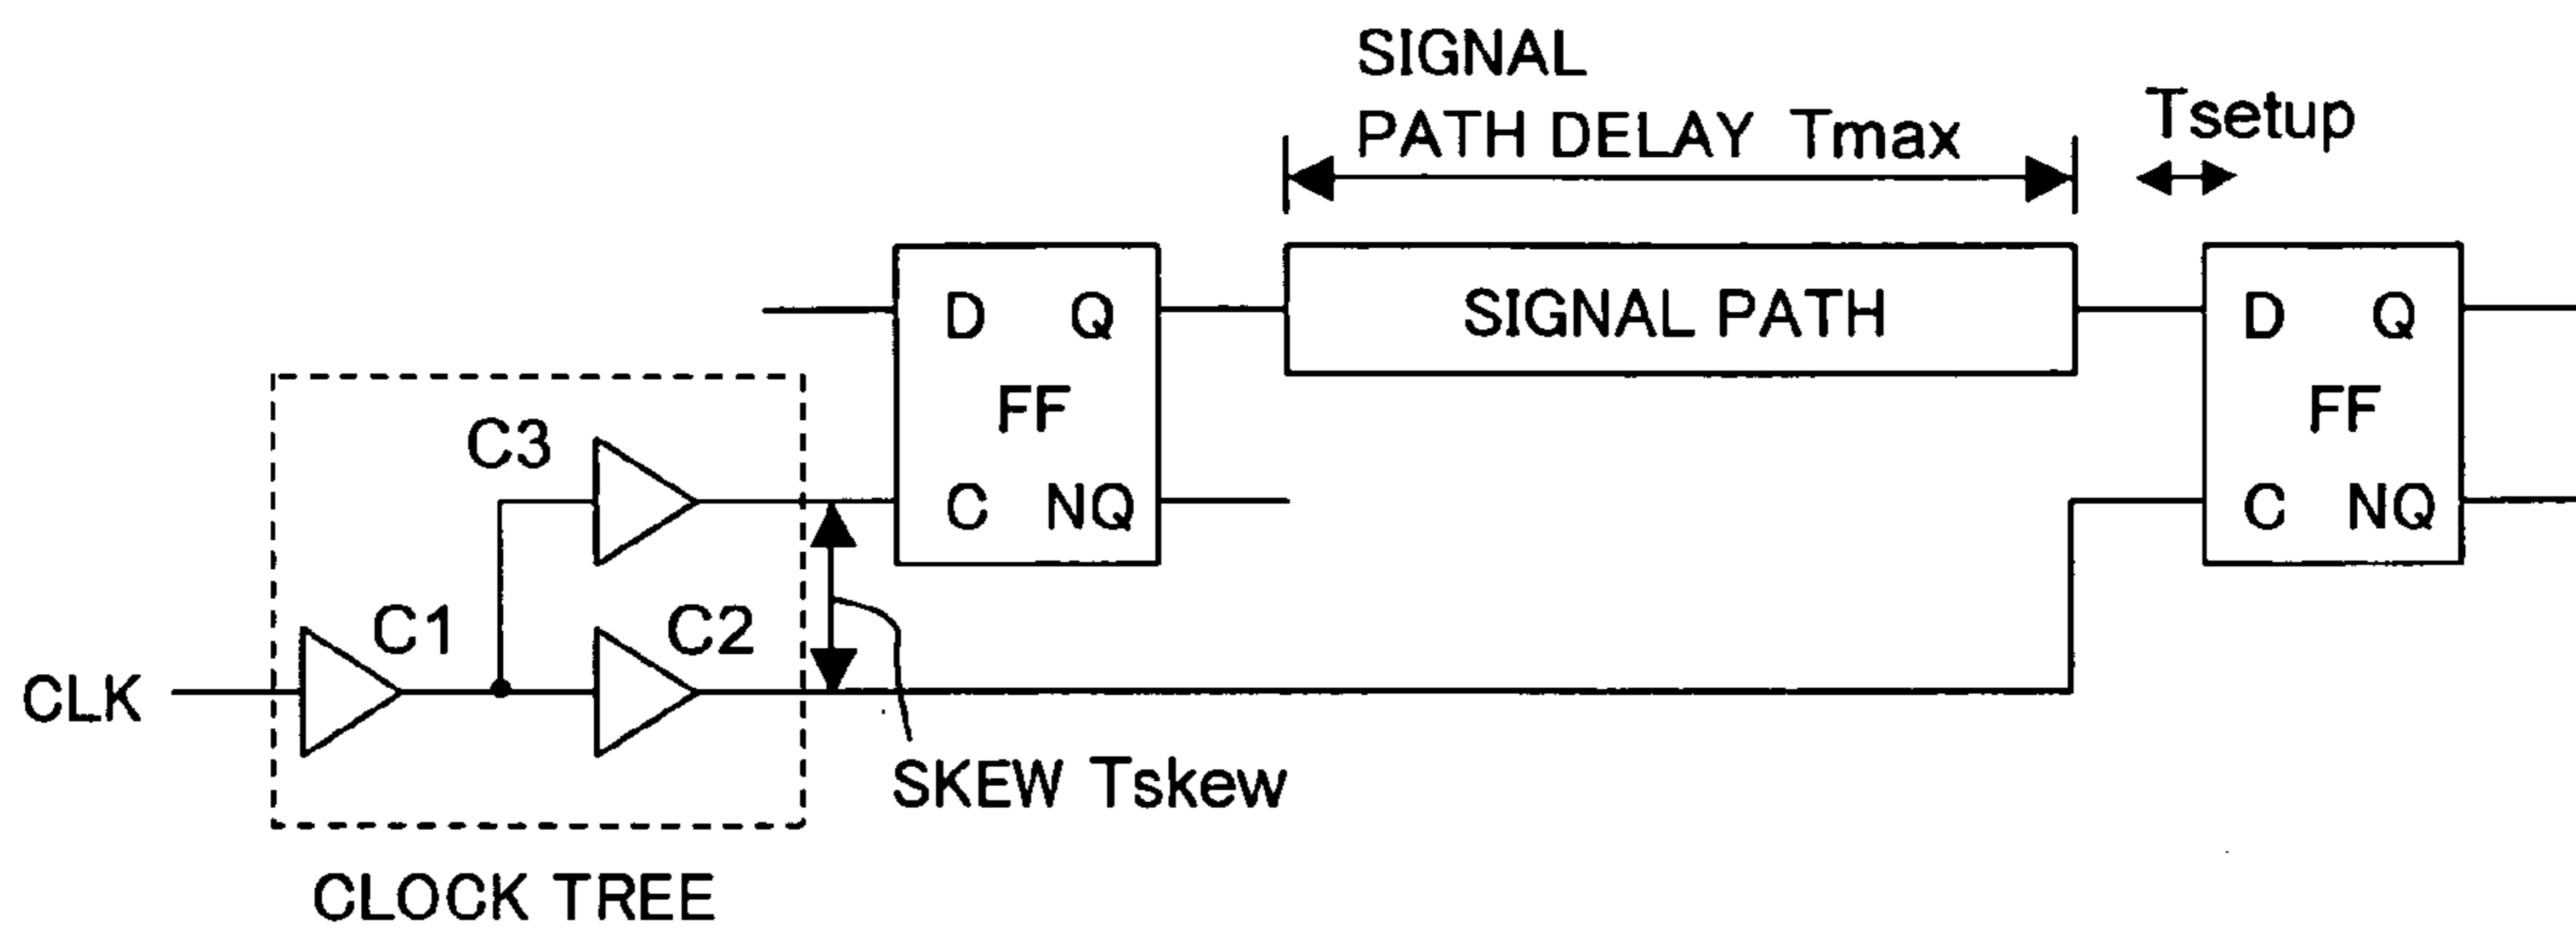 SIGNAL
PATH DELAY Tmax
Tsetup
D Q
FF
C NQ
SIGNAL PATH
D Q
FF
C NQ
C3
C1
C2
CLK
SKEW Tskew
CLOCK TREE